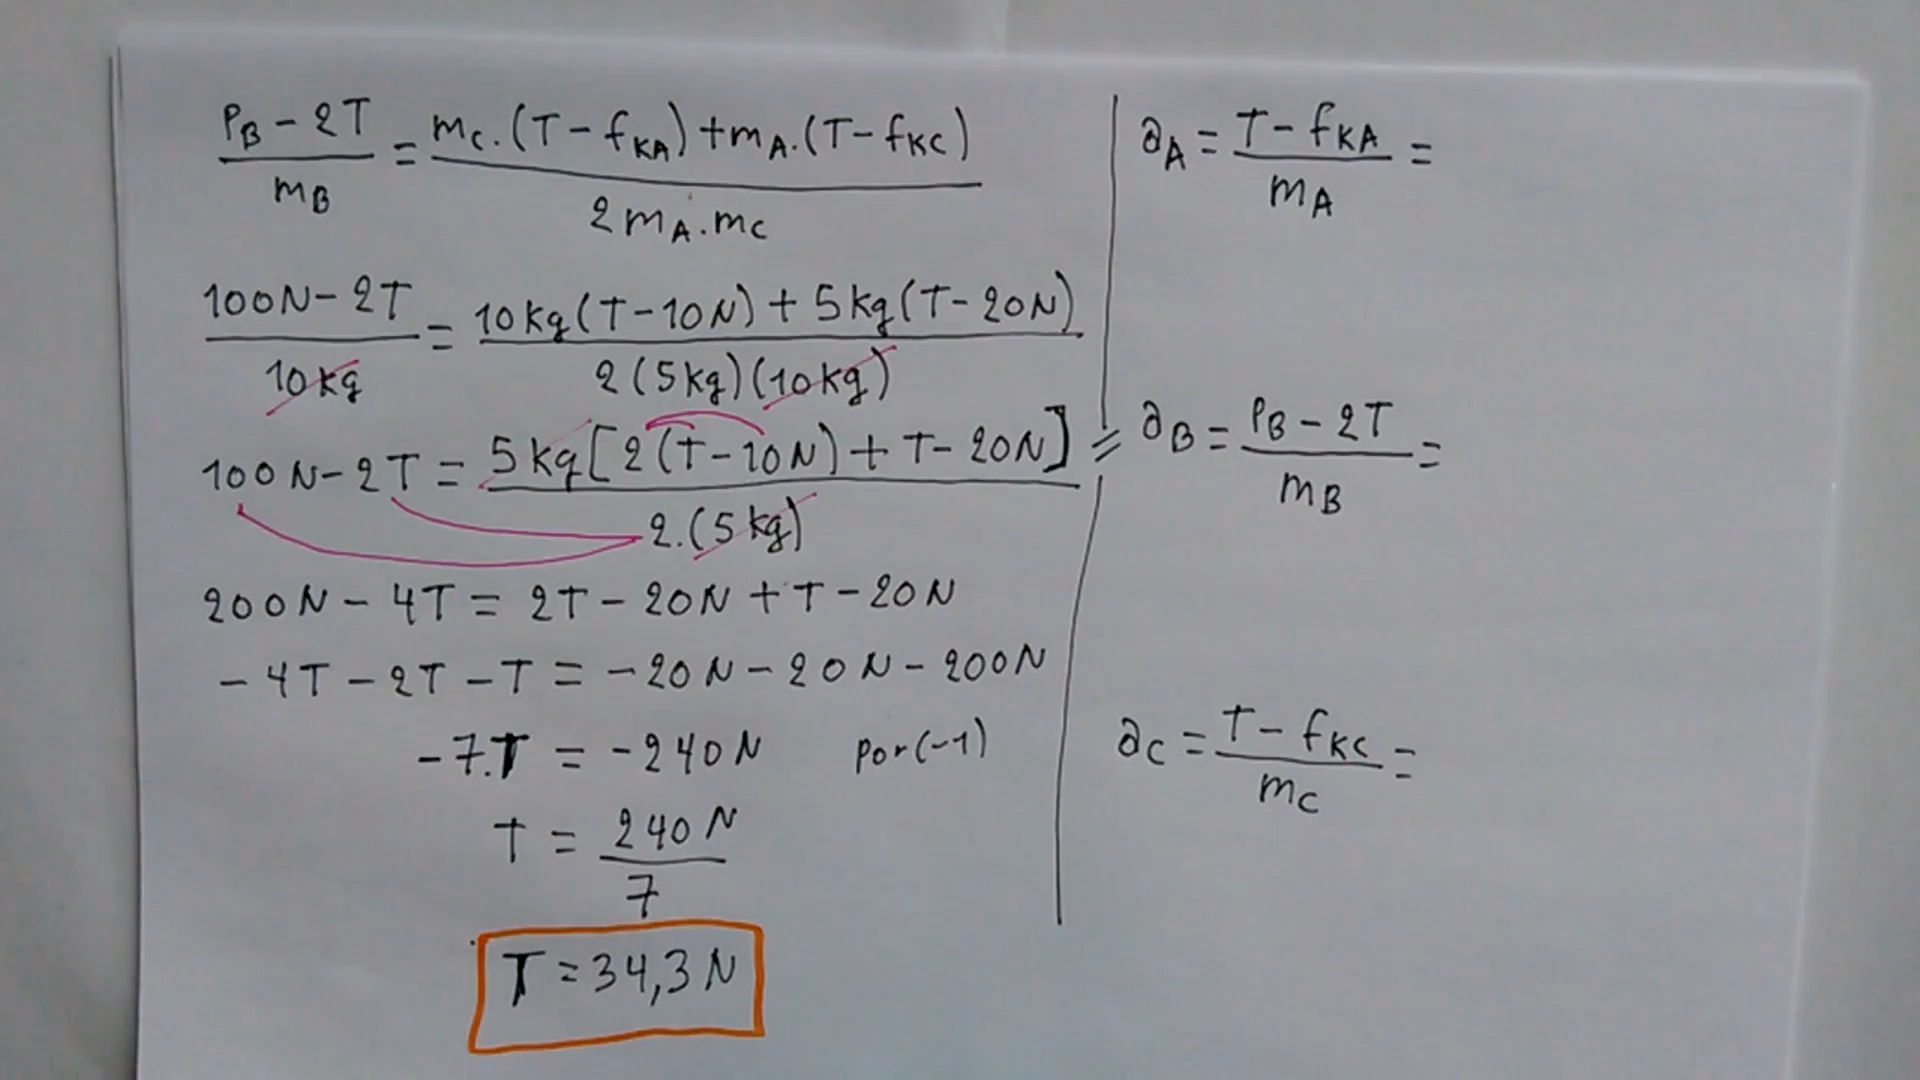 P_B - 2T / m_B = m_C.(T - f_KA) + m_A.(T - f_KC) / 2 m_A . m_C
100N - 2T / 10kg = 10kg(T - 10N) + 5kg(T - 20N) / 2(5kg)(10kg)
100N - 2T = 5kg[2(T - 10N) + T - 20N] / 2.(5kg) =
200N - 4T = 2T - 20N + T - 20N
- 4T - 2T - T = - 20N - 20N - 200N
- 7.T = - 240N por(-1)
T = 240N / 7
T = 34,3N
a_A = T - f_KA / m_A =
a_B = P_B - 2T / m_B =
a_C = T - f_KC / m_C =